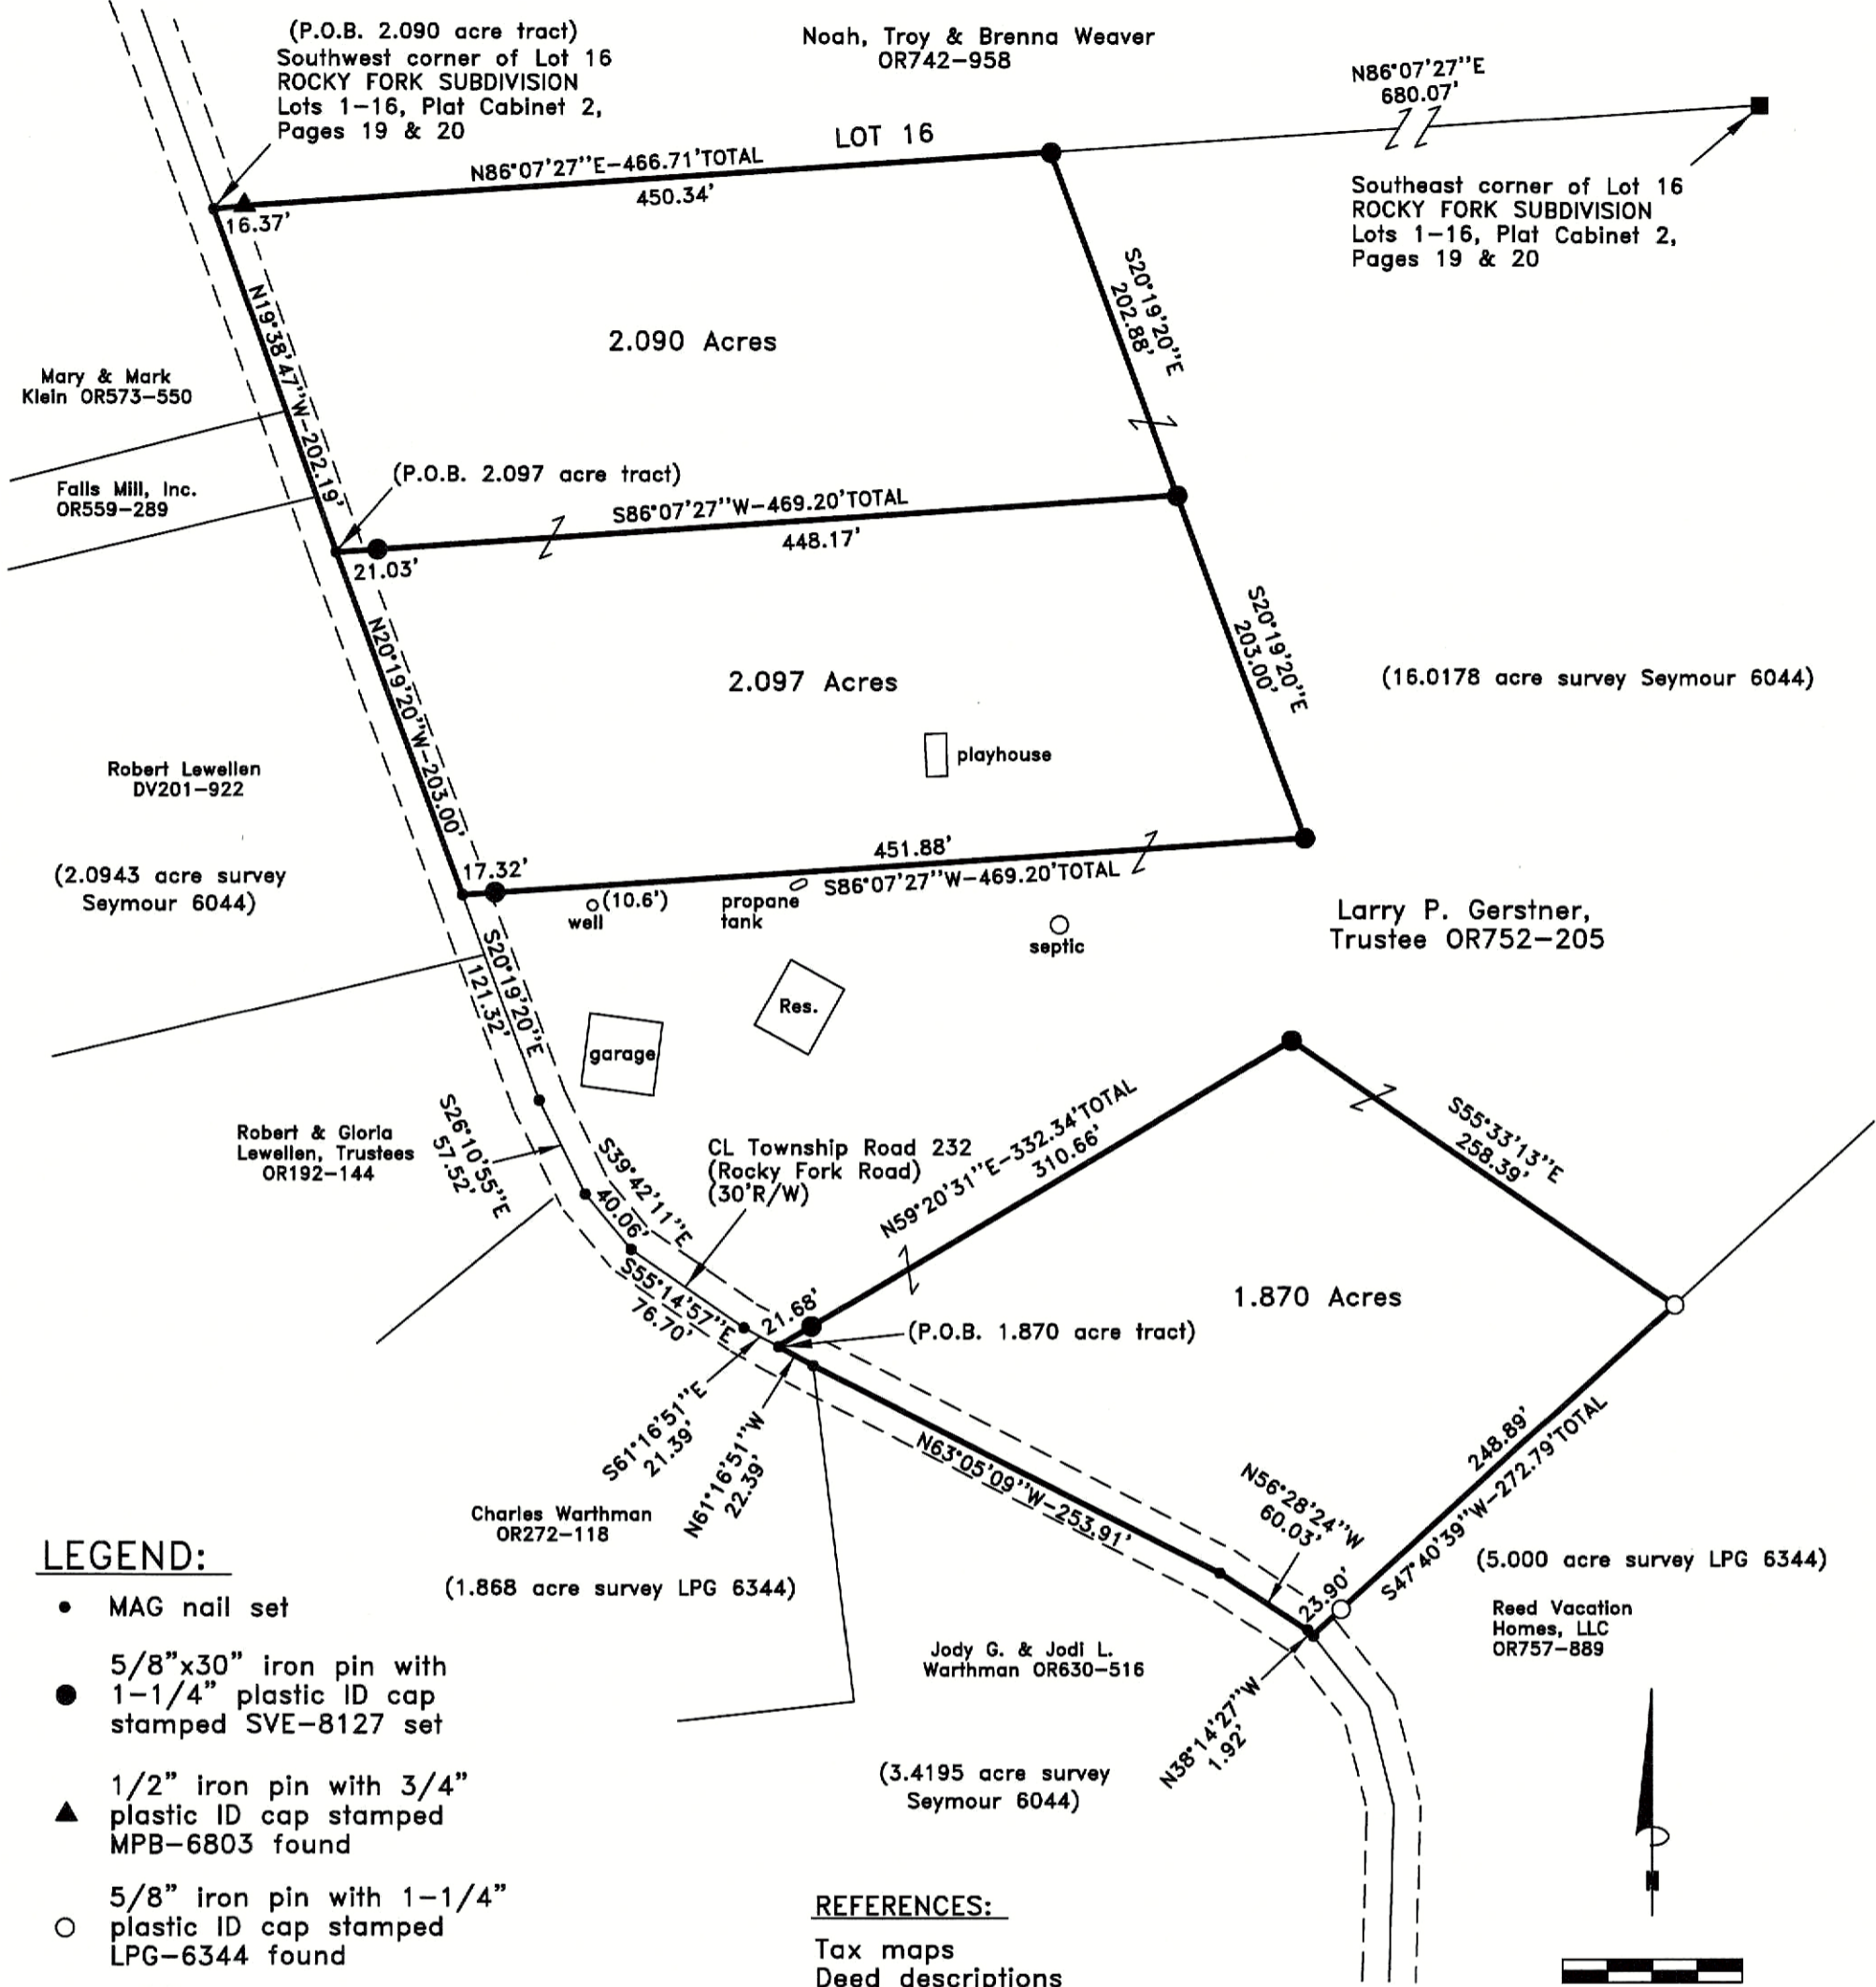 (P.O.B. 2.090 acre tract)
Southwest corner of Lot 16
ROCKY FORK SUBDIVISION
Lots 1-16, Plat Cabinet 2,
Pages 19 & 20
Noah, Troy & Brenna Weaver
OR742-958
N86°07'27"E
680.07'
LOT 16
N86°07'27"E-466.71'TOTAL
450.34'
16.37'
Southeast corner of Lot 16
ROCKY FORK SUBDIVISION
Lots 1-16, Plat Cabinet 2,
Pages 19 & 20
S20°19'20"E
202.88'
N19°38'47"W-202.19'
2.090 Acres
Mary & Mark
Klein OR573-550
Falls Mill, Inc.
OR559-289
(P.O.B. 2.097 acre tract)
S86°07'27"W-469.20'TOTAL
448.17'
21.03'
S20°19'20"E
203.00'
N20°19'20"W-203.00'
2.097 Acres
(16.0178 acre survey Seymour 6044)
playhouse
Robert Lewellen
DV201-922
(2.0943 acre survey
Seymour 6044)
451.88'
17.32'
S86°07'27"W-469.20'TOTAL
(10.6')
well
propane
tank
septic
Larry P. Gerstner,
Trustee OR752-205
S20°19'20"E
121.32'
Res.
garage
Robert & Gloria
Lewellen, Trustees
OR192-144
S26°10'55"E
57.52'
S39°42'11"E
40.06'
CL Township Road 232
(Rocky Fork Road)
(30'R/W)
N59°20'31"E-332.34'TOTAL
310.66'
S55°33'13"E
258.39'
S55°14'57"E
76.70'
21.68'
1.870 Acres
(P.O.B. 1.870 acre tract)
S61°16'51"E
21.39'
N61°16'51"W
22.39'
N63°05'09"W-253.91'
N56°28'24"W
60.03'
248.89'
S47°40'39"W-272.79'TOTAL
23.90'
Charles Warthman
OR272-118
(1.868 acre survey LPG 6344)
(5.000 acre survey LPG 6344)
Reed Vacation
Homes, LLC
OR757-889
Jody G. & Jodi L.
Warthman OR630-516
N38°14'27"W
1.92'
(3.4195 acre survey
Seymour 6044)
LEGEND:
MAG nail set
5/8"x30" iron pin with
1-1/4" plastic ID cap
stamped SVE-8127 set
1/2" iron pin with 3/4"
plastic ID cap stamped
MPB-6803 found
5/8" iron pin with 1-1/4"
plastic ID cap stamped
LPG-6344 found
REFERENCES:
Tax maps
Deed descriptions